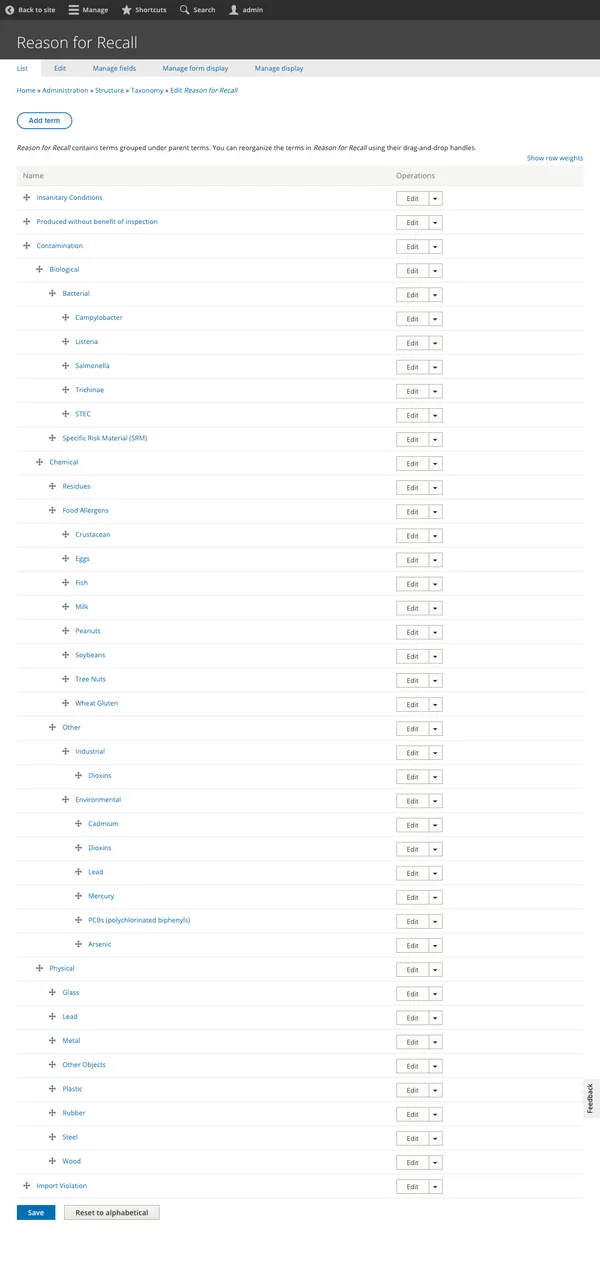 Back to site Manage Shortcuts Search admin
Reason for Recall
List Edit Manage fields Manage form display Manage display
Home » Administration » Structure » Taxonomy » Edit Reason for Recall
Add term
Reason for Recall contains terms grouped under parent terms. You can reorganize the terms in Reason for Recall using their drag-and-drop handles.
Show row weights
Name Operations
Insanitary Conditions Edit
Produced without benefit of inspection Edit
Contamination Edit
Biological Edit
Bacterial Edit
Campylobacter Edit
Listeria Edit
Salmonella Edit
Trichinae Edit
STEC Edit
Specific Risk Material (SRM) Edit
Chemical Edit
Residues Edit
Food Allergens Edit
Crustacean Edit
Eggs Edit
Fish Edit
Milk Edit
Peanuts Edit
Soybeans Edit
Tree Nuts Edit
Wheat Gluten Edit
Other Edit
Industrial Edit
Dioxins Edit
Environmental Edit
Cadmium Edit
Dioxins Edit
Lead Edit
Mercury Edit
PCBs (polychlorinated biphenyls) Edit
Arsenic Edit
Physical Edit
Glass Edit
Lead Edit
Metal Edit
Other Objects Edit
Plastic Edit
Feedback
Rubber Edit
Steel Edit
Wood Edit
Import Violation Edit
Save Reset to alphabetical